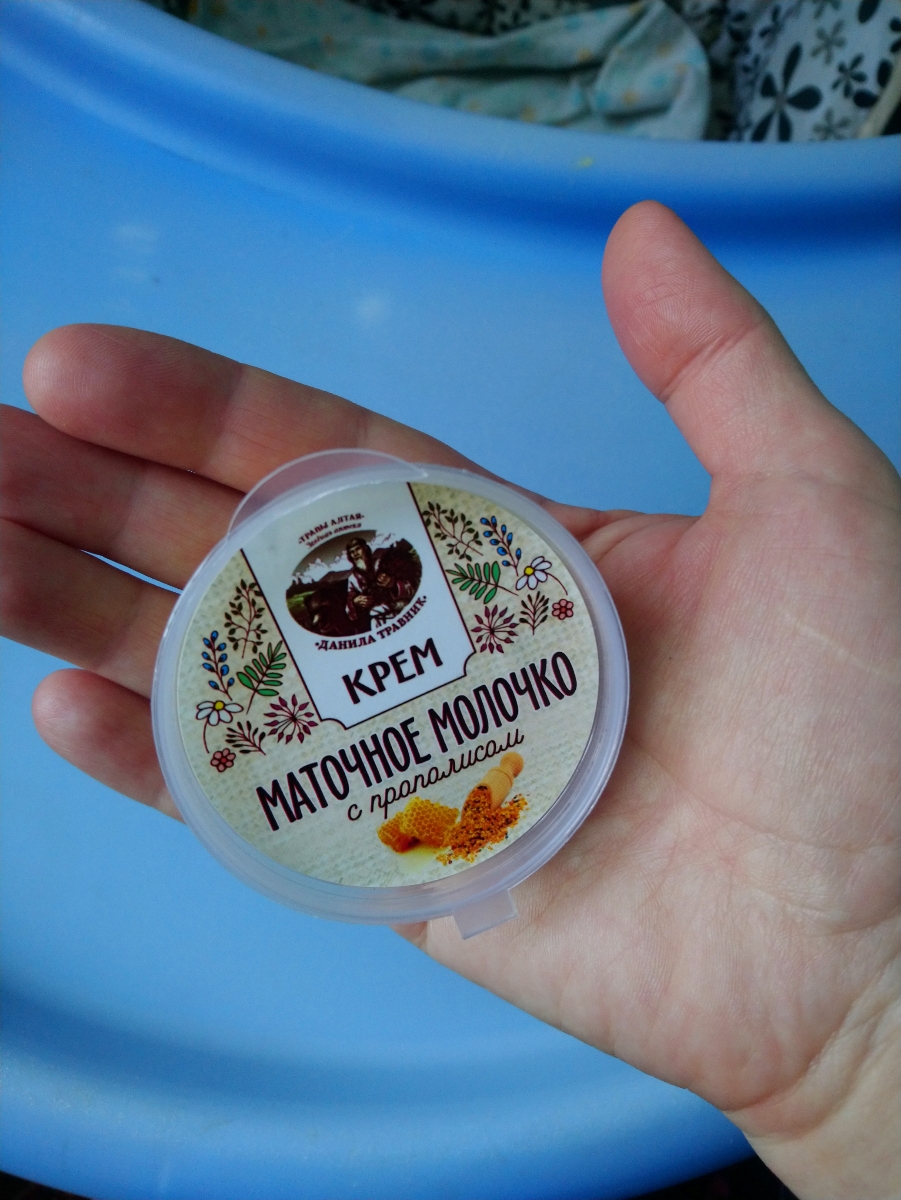 •ТРАВЫ АЛТАЯ•
•ДАНИЛА ТРАВНИК•
КРЕМ
МАТОЧНОЕ МОЛОЧКО
с прополисом